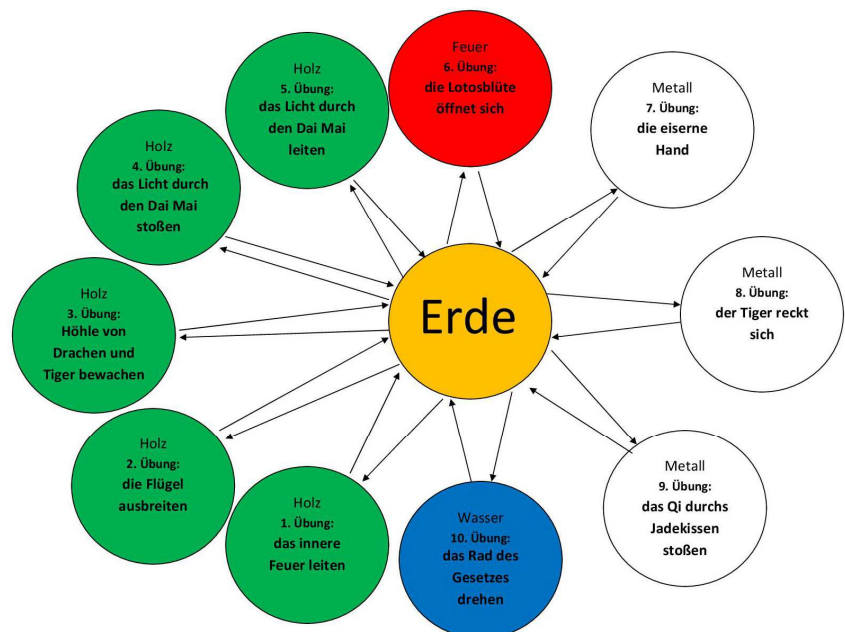 Feuer
6. Übung:
die Lotosblüte
öffnet sich
Holz
5. Übung:
das Licht durch
den Dai Mai
leiten
Metall
7. Übung:
die eiserne
Hand
Holz
4. Übung:
das Licht durch
den Dai Mai
stoßen
Metall
8. Übung:
der Tiger reckt
sich
Holz
3. Übung:
Höhle von
Drachen und
Tiger bewachen
Erde
Holz
2. Übung:
die Flügel
ausbreiten
Metall
9. Übung:
das Qi durchs
Jadekissen
stoßen
Holz
1. Übung:
das innere
Feuer leiten
Wasser
10. Übung:
das Rad des
Gesetzes
drehen